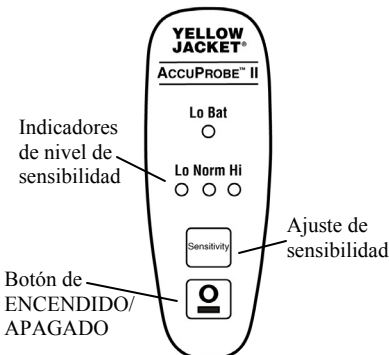 YELLOW
JACKET®
ACCUPROBE™ II
Lo Bat
Lo Norm Hi
Sensitivity
Indicadores
de nivel de
sensibilidad
Ajuste de
sensibilidad
Botón de
ENCENDIDO/
APAGADO